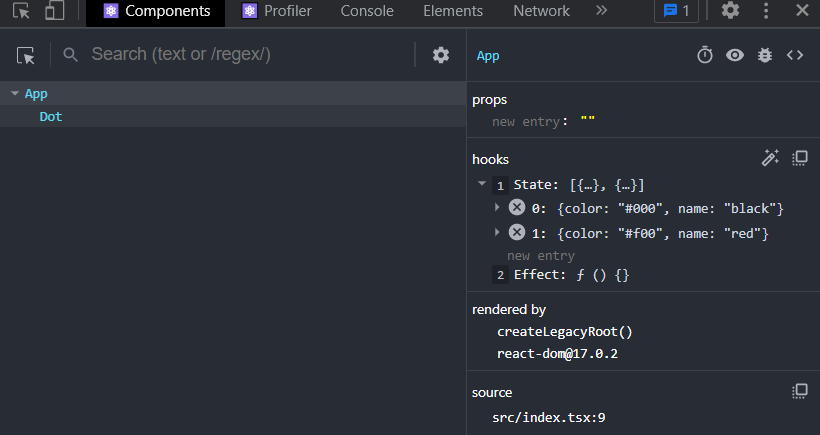 Components Profiler Console Elements Network » 1
Search (text or /regex/)
App
Dot
App
props
new entry: ""
hooks
1 State: [{…}, {…}]
0: {color: "#000", name: "black"}
1: {color: "#f00", name: "red"}
new entry
2 Effect: ƒ () {}
rendered by
createLegacyRoot()
react-dom@17.0.2
source
src/index.tsx:9